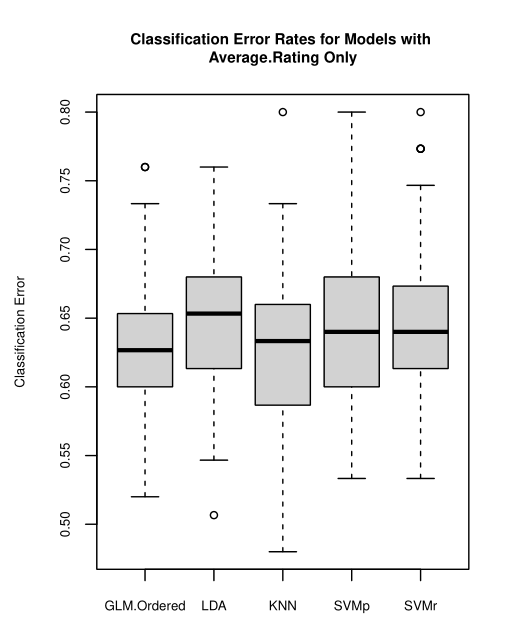 Classification Error Rates for Models with
Average.Rating Only
Classification Error
0.80
0.75
0.70
0.65
0.60
0.55
0.50
GLM.Ordered LDA KNN SVMp SVMr